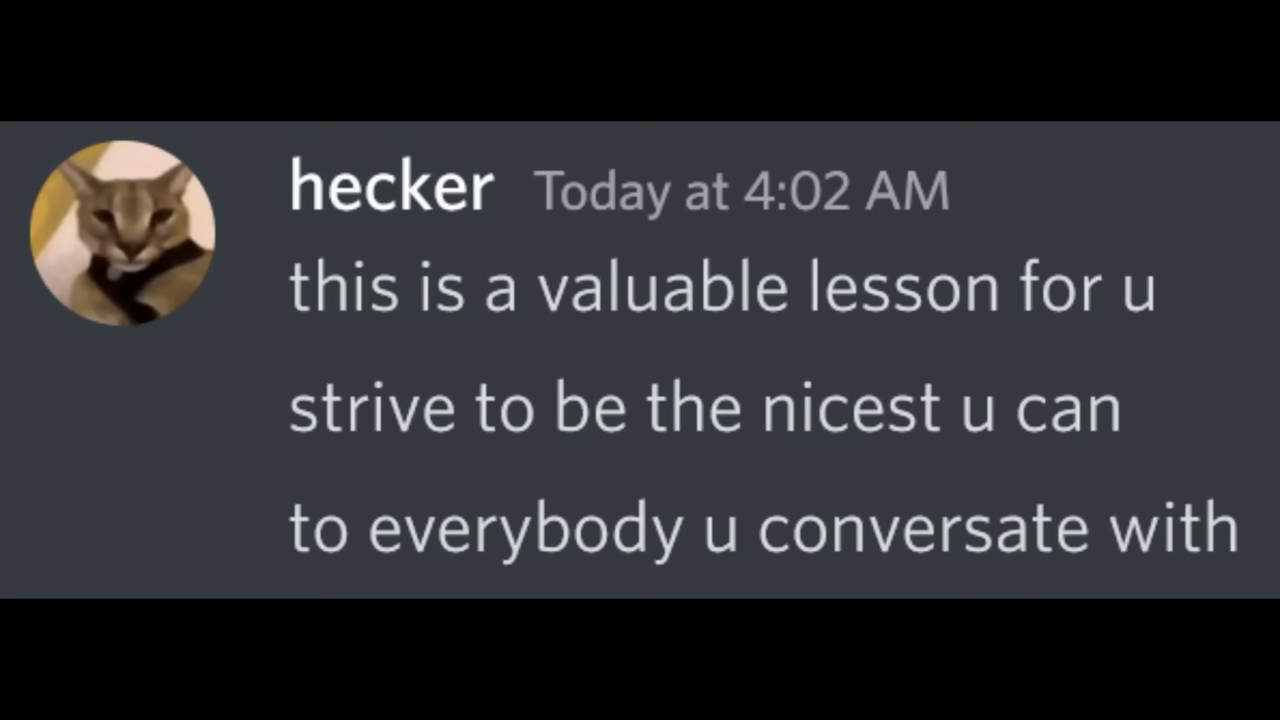 hecker Today at 4:02 AM
this is a valuable lesson for u
strive to be the nicest u can
to everybody u conversate with